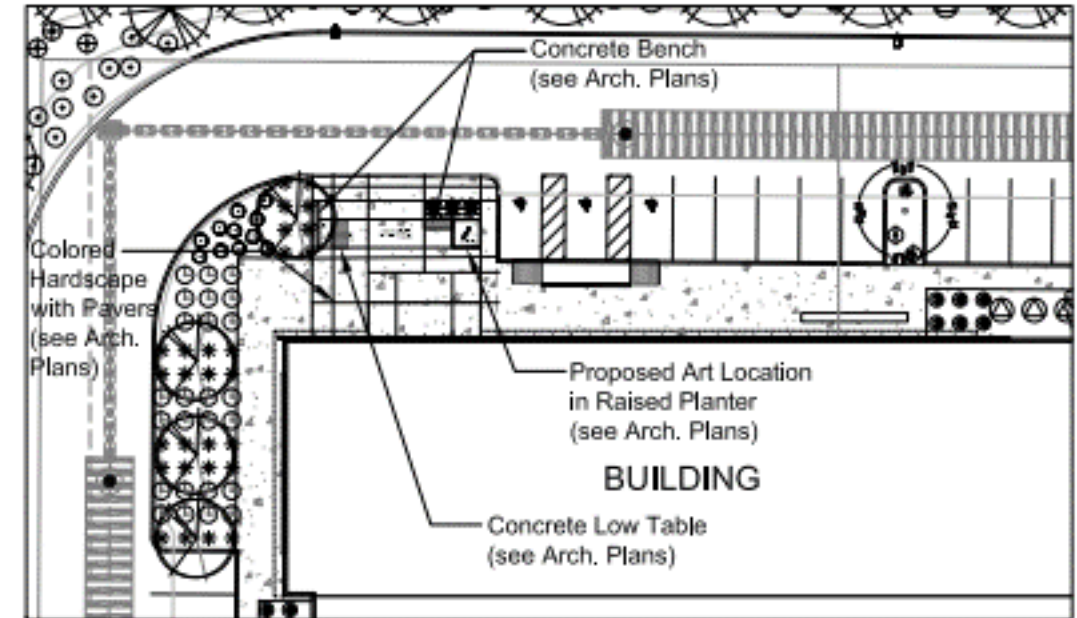 Concrete Bench
(see Arch. Plans)
Colored
Hardscape
with Pavers
(see Arch.
Plans)
Proposed Art Location
in Raised Planter
(see Arch. Plans)
BUILDING
Concrete Low Table
(see Arch. Plans)